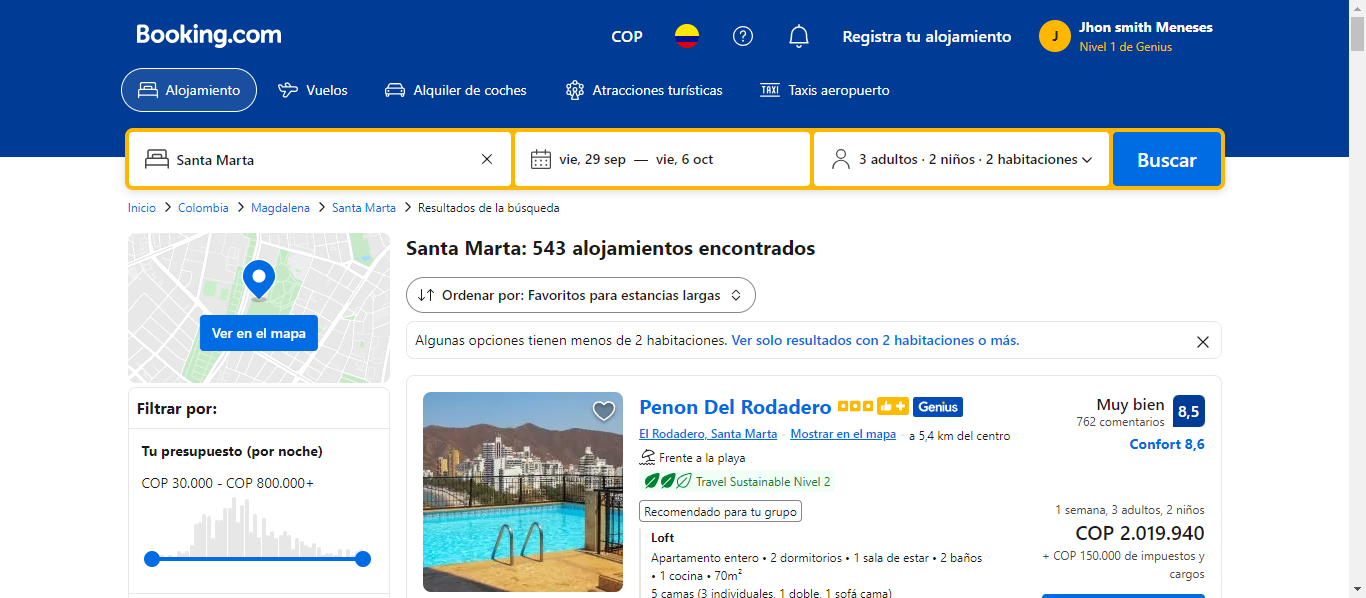 Booking.com
COP
Registra tu alojamiento
J
Jhon smith Meneses
Nivel 1 de Genius
Alojamiento
Vuelos
Alquiler de coches
Atracciones turísticas
TAXI
Taxis aeropuerto
Santa Marta
vie, 29 sep — vie, 6 oct
3 adultos · 2 niños · 2 habitaciones
Buscar
Inicio > Colombia > Magdalena > Santa Marta > Resultados de la búsqueda
Ver en el mapa
Filtrar por:
Tu presupuesto (por noche)
COP 30.000 - COP 800.000+
Santa Marta: 543 alojamientos encontrados
Ordenar por: Favoritos para estancias largas
Algunas opciones tienen menos de 2 habitaciones. Ver solo resultados con 2 habitaciones o más.
Penon Del Rodadero
Genius
El Rodadero, Santa Marta · Mostrar en el mapa · a 5,4 km del centro
Frente a la playa
Travel Sustainable Nivel 2
Recomendado para tu grupo
Loft
Apartamento entero • 2 dormitorios • 1 sala de estar • 2 baños
• 1 cocina • 70m²
5 camas (3 individuales, 1 doble, 1 sofá cama)
Muy bien
762 comentarios
8,5
Confort 8,6
1 semana, 3 adultos, 2 niños
COP 2.019.940
+ COP 150.000 de impuestos y
cargos